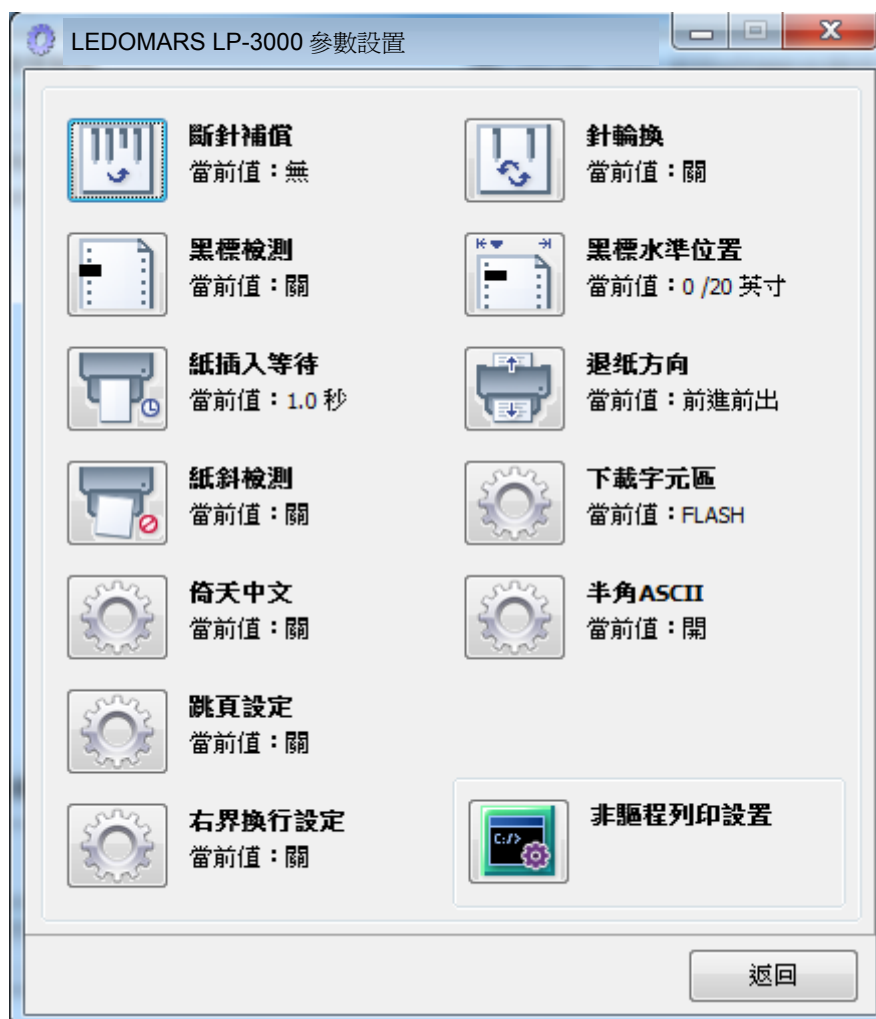 LEDOMARS LP-3000 參數設置
斷針補償
當前值：無
針輪換
當前值：關
黑標檢測
當前值：關
黑標水準位置
當前值：0 /20 英寸
紙插入等待
當前值：1.0 秒
退纸方向
當前值：前進前出
紙斜檢測
當前值：關
下載字元區
當前值：FLASH
倚天中文
當前值：關
半角ASCII
當前值：開
跳頁設定
當前值：關
右界換行設定
當前值：關
C:/>
非驅程列印設置
返回